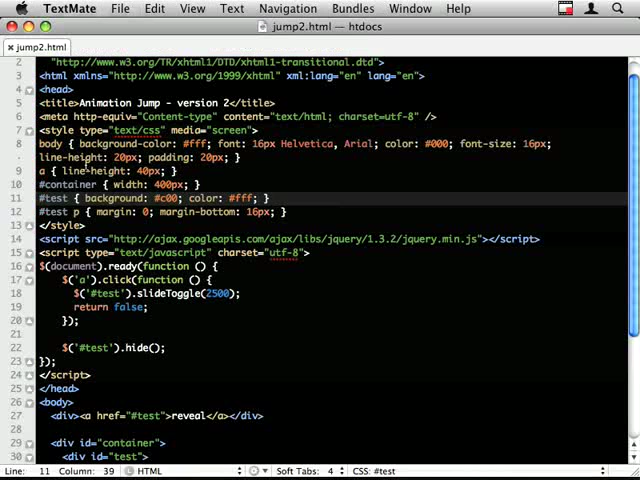 TextMate File Edit View Text Navigation Bundles Window Help
jump2.html — htdocs
× jump2.html
2 "http://www.w3.org/TR/xhtml1/DTD/xhtml1-transitional.dtd">
3 <html xmlns="http://www.w3.org/1999/xhtml" xml:lang="en" lang="en">
4 <head>
5 <title>Animation Jump - version 2</title>
6 <meta http-equiv="Content-type" content="text/html; charset=utf-8" />
7 <style type="text/css" media="screen">
8 body { background-color: #fff; font: 16px Helvetica, Arial; color: #000; font-size: 16px;
line-height: 20px; padding: 20px; }
9 a { line-height: 40px; }
10 #container { width: 400px; }
11 #test { background: #c00; color: #fff; }
12 #test p { margin: 0; margin-bottom: 16px; }
13 </style>
14 <script src="http://ajax.googleapis.com/ajax/libs/jquery/1.3.2/jquery.min.js"></script>
15 <script type="text/javascript" charset="utf-8">
16 $(document).ready(function () {
17 $('a').click(function () {
18 $('#test').slideToggle(2500);
19 return false;
20 });
21
22 $('#test').hide();
23 });
24 </script>
25 </head>
26 <body>
27 <div><a href="#test">reveal</a></div>
28
29 <div id="container">
30 <div id="test">
Line: 11 Column: 39 HTML Soft Tabs: 4 CSS: #test